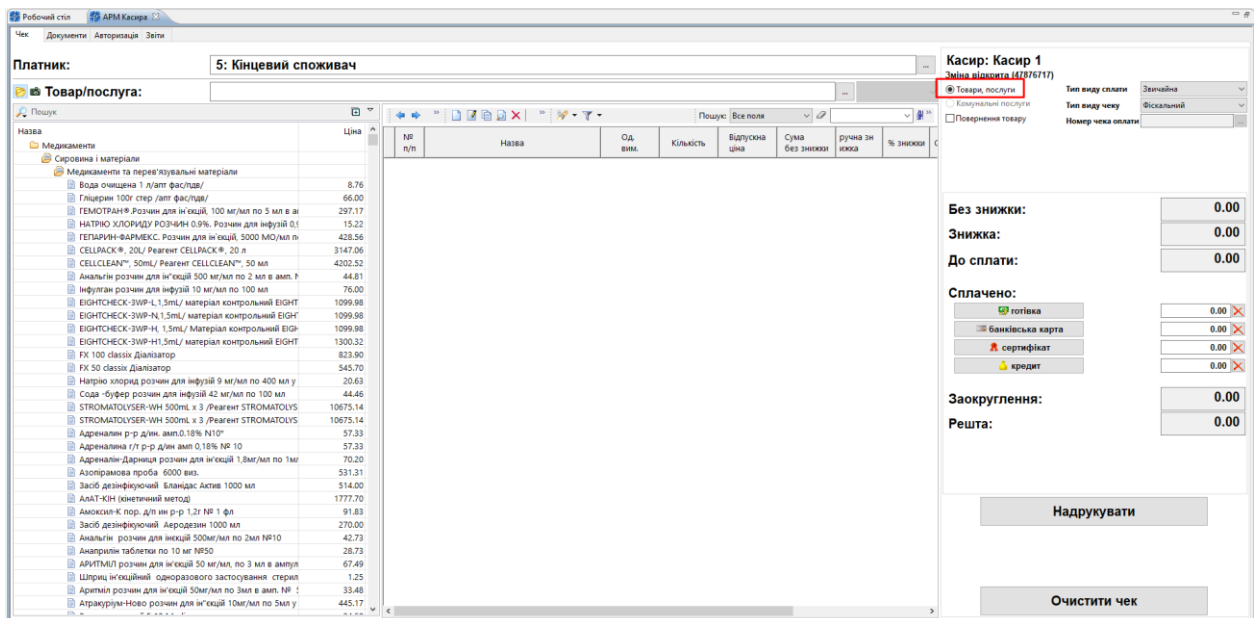 Робочий стіл
АРМ Касира
Чек Документи Авторизація Звіти
Платник: 5: Кінцевий споживач ...
Товар/послуга: ...
Пошук
Назва Ціна
Медикаменти
Сировина і матеріали
Медикаменти та перев'язувальні матеріали
Вода очищена 1 л/апт фас/пдв/ 8.76
Гліцерин 100г стер /апт фас/пдв/ 66.00
ГЕМОТРАН®.Розчин для ін'єкцій, 100 мг/мл по 5 мл в 297.17
НАТРІЮ ХЛОРИДУ РОЗЧИН 0.9%. Розчин для інфузій 15.22
ГЕПАРИН-ФАРМЕКС. Розчин для ін'єкцій, 5000 МО/мл 428.56
CELLPACK®, 20L/ Реагент CELLPACK®, 20 л 3147.06
CELLCLEAN™, 50mL/ Реагент CELLCLEAN™, 50 мл 4202.52
Анальгін розчин для ін"єкцій 500 мг/мл по 2 мл в амп. 44.81
Інфулган розчин для інфузій 10 мг/мл по 100 мл 76.00
EIGHTCHECK-3WP-L,1,5mL/ матеріал контрольний EIGHT 1099.98
EIGHTCHECK-3WP-N,1,5mL/ матеріал контрольний EIGHT 1099.98
EIGHTCHECK-3WP-H, 1,5mL/ Матеріал контрольний EIGH 1099.98
EIGHTCHECK-3WP-H1,5mL/ матеріал контрольний EIGHT 1300.32
FX 100 classix Діалізатор 823.90
FX 50 classix Діалізатор 545.70
Натрію хлорид розчин для інфузій 9 мг/мл по 400 мл у 20.63
Сода -буфер розчин для інфузій 42 мг/мл по 100 мл 44.46
STROMATOLYSER-WH 500mL x 3 /Реагент STROMATOLYS 10675.14
STROMATOLYSER-WH 500mL x 3 /Реагент STROMATOLYS 10675.14
Адреналин р-р д/ин. амп.0.18% N10* 57.33
Адреналина г/т р-р д/ин амп 0,18% № 10 57.33
Адреналін-Дарниця розчин для ін'єкцій 1,8мг/мл по 1мл 70.20
Азопірамова проба 6000 виз. 531.31
Засіб дезінфікуючий Бланідас Актив 1000 мл 514.00
АлАТ-КІН (кінетичний метод) 1777.70
Амоксил-К пор. д/п ин р-р 1,2г № 1 фл 91.83
Засіб дезінфікуючий Аеродезин 1000 мл 270.00
Анальгін розчин для інєкцій 500мг/мл по 2мл №10 42.73
Анаприлін таблетки по 10 мг №50 28.73
АРИТМІЛ розчин для ін'єкцій 50 мг/мл, по 3 мл в ампул 67.49
Шприц ін'єкційний одноразового застосування стерил 1.25
Аритміл розчин для ін'єкцій 50мг/мл по 3мл в амп. № 33.48
Атракуріум-Ново розчин для ін"єкцій 10мг/мл по 5мл у 445.17
Пошук: Все поля
№ п/п Назва Од. вим. Кількість Відпускна ціна Сума без знижки ручна знижка % знижки
Касир: Касир 1
Зміна відкрита (47876717)
Товари, послуги Тип виду сплати Звичайна
Комунальні послуги Тип виду чеку Фіскальний
Повернення товару Номер чека оплати ...
Без знижки: 0.00
Знижка: 0.00
До сплати: 0.00
Сплачено:
готівка 0.00
банківська карта 0.00
сертифікат 0.00
кредит 0.00
Заокруглення: 0.00
Решта: 0.00
Надрукувати
Очистити чек